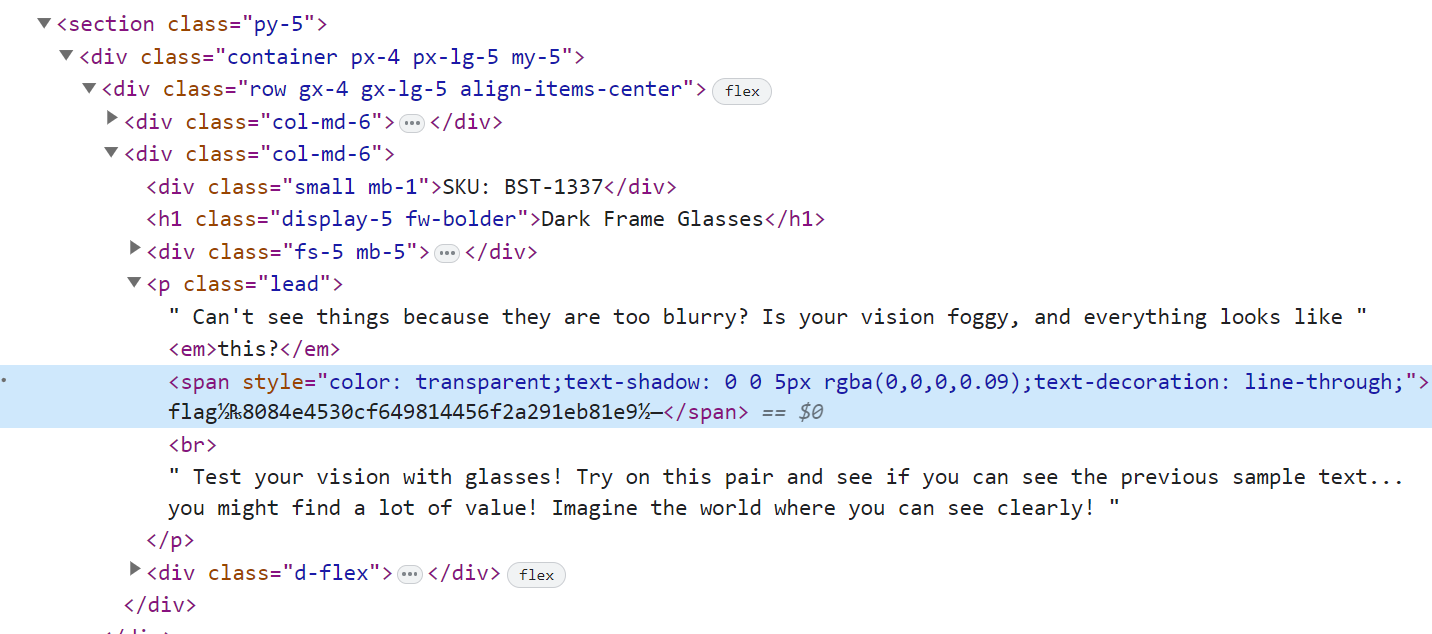 <section class="py-5">
<div class="container px-4 px-lg-5 my-5">
<div class="row gx-4 gx-lg-5 align-items-center"> flex
<div class="col-md-6"> ••• </div>
<div class="col-md-6">
<div class="small mb-1">SKU: BST-1337</div>
<h1 class="display-5 fw-bolder">Dark Frame Glasses</h1>
<div class="fs-5 mb-5"> ••• </div>
<p class="lead">
" Can't see things because they are too blurry? Is your vision foggy, and everything looks like "
<em>this?</em>
<span style="color: transparent;text-shadow: 0 0 5px rgba(0,0,0,0.09);text-decoration: line-through;">
flag½₨8084e4530cf649814456f2a291eb81e9½—</span> == $0
<br>
" Test your vision with glasses! Try on this pair and see if you can see the previous sample text...
you might find a lot of value! Imagine the world where you can see clearly! "
</p>
<div class="d-flex"> ••• </div> flex
</div>